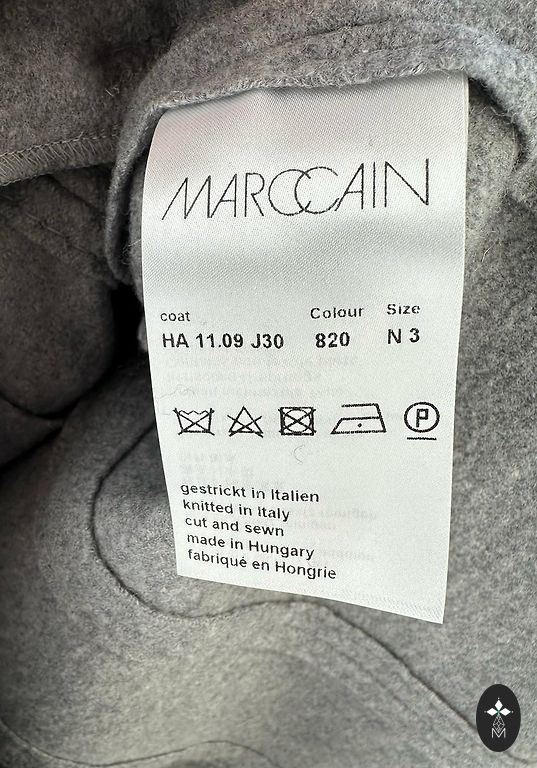 MARCCAIN
coat Colour Size
HA 11.09 J30 820 N 3
P
gestrickt in Italien
knitted in Italy
cut and sewn
made in Hungary
fabriqué en Hongrie
M